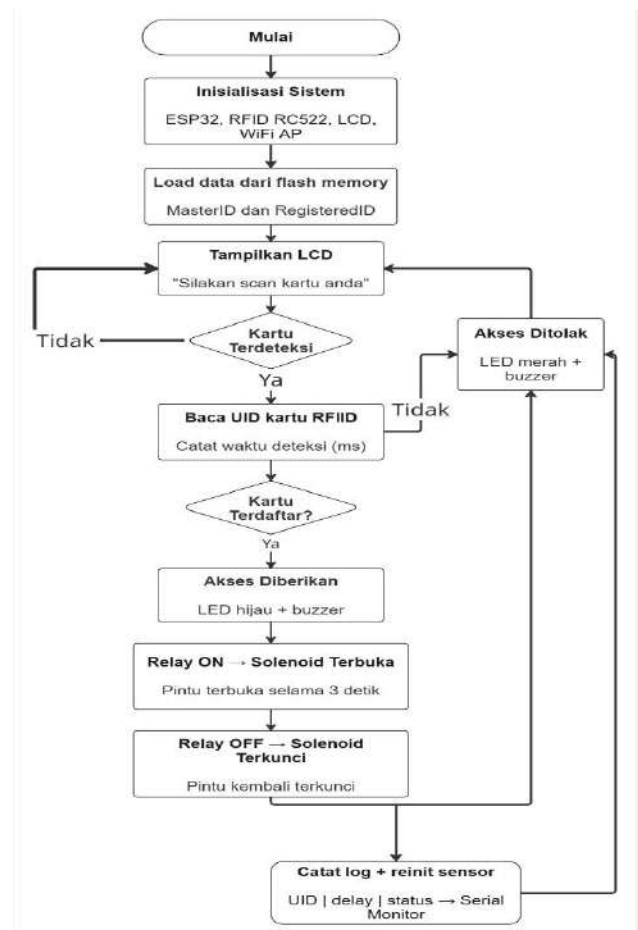 Mulai
Inisialisasi Sistem
ESP32, RFID RC522, LCD,
WiFi AP
Load data dari flash memory
MasterID dan RegisteredID
Tampilkan LCD
"Silakan scan kartu anda"
Kartu
Terdeteksi
Tidak
Akses Ditolak
LED merah +
buzzer
Ya
Baca UID kartu RFIID
Catat waktu deteksi (ms)
Tidak
Kartu
Terdaftar?
Ya
Akses Diberikan
LED hijau + buzzer
Relay ON → Solenoid Terbuka
Pintu terbuka selama 3 detik
Relay OFF → Solenoid
Terkunci
Pintu kembali terkunci
Catat log + reinit sensor
UID | delay | status → Serial
Monitor